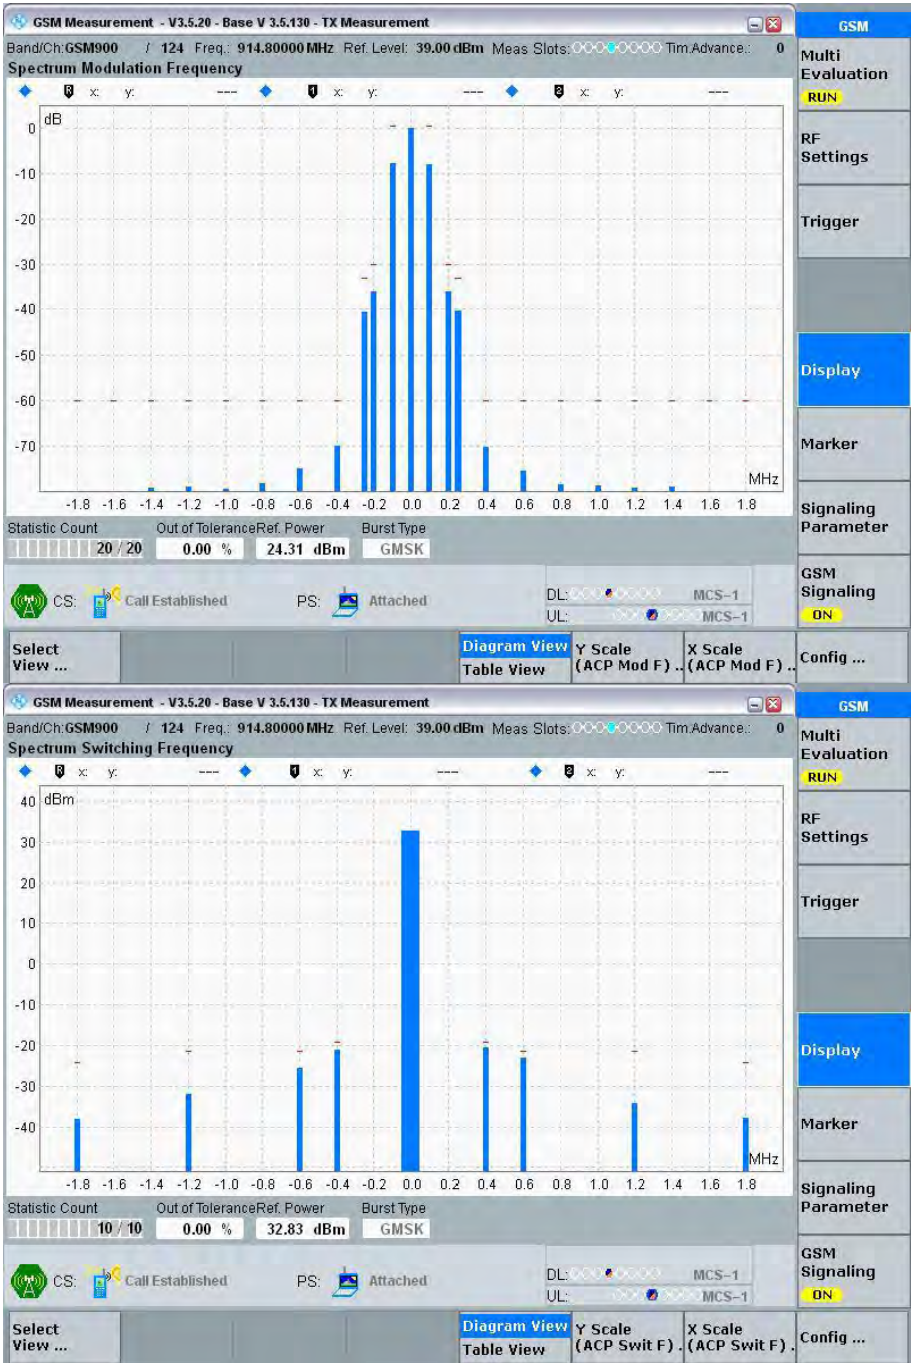 GSM Measurement - V3.5.20 - Base V 3.5.130 - TX Measurement
GSM
Band/Ch:GSM900 / 124 Freq.: 914.80000 MHz Ref. Level: 39.00 dBm Meas Slots: Tim.Advance.: 0
Spectrum Modulation Frequency
Multi
Evaluation
RUN
R x: y: --- 1 x: y: --- 2 x: y: ---
dB
0
-10
-20
-30
-40
-50
-60
-70
MHz
-1.8 -1.6 -1.4 -1.2 -1.0 -0.8 -0.6 -0.4 -0.2 0.0 0.2 0.4 0.6 0.8 1.0 1.2 1.4 1.6 1.8
RF
Settings
Trigger
Display
Marker
Signaling
Parameter
GSM
Signaling
ON
Statistic Count Out of Tolerance Ref. Power Burst Type
20 / 20 0.00 % 24.31 dBm GMSK
CS: Call Established PS: Attached
DL: MCS-1
UL: MCS-1
Select
View ...
Diagram View
Table View
Y Scale
(ACP Mod F) ..
X Scale
(ACP Mod F) ..
Config ...
GSM Measurement - V3.5.20 - Base V 3.5.130 - TX Measurement
GSM
Band/Ch:GSM900 / 124 Freq.: 914.80000 MHz Ref. Level: 39.00 dBm Meas Slots: Tim.Advance.: 0
Spectrum Switching Frequency
Multi
Evaluation
RUN
R x: y: --- 1 x: y: --- 2 x: y: ---
dBm
40
30
20
10
0
-10
-20
-30
-40
MHz
-1.8 -1.6 -1.4 -1.2 -1.0 -0.8 -0.6 -0.4 -0.2 0.0 0.2 0.4 0.6 0.8 1.0 1.2 1.4 1.6 1.8
RF
Settings
Trigger
Display
Marker
Signaling
Parameter
GSM
Signaling
ON
Statistic Count Out of Tolerance Ref. Power Burst Type
10 / 10 0.00 % 32.83 dBm GMSK
CS: Call Established PS: Attached
DL: MCS-1
UL: MCS-1
Select
View ...
Diagram View
Table View
Y Scale
(ACP Swit F) .
X Scale
(ACP Swit F) .
Config ...